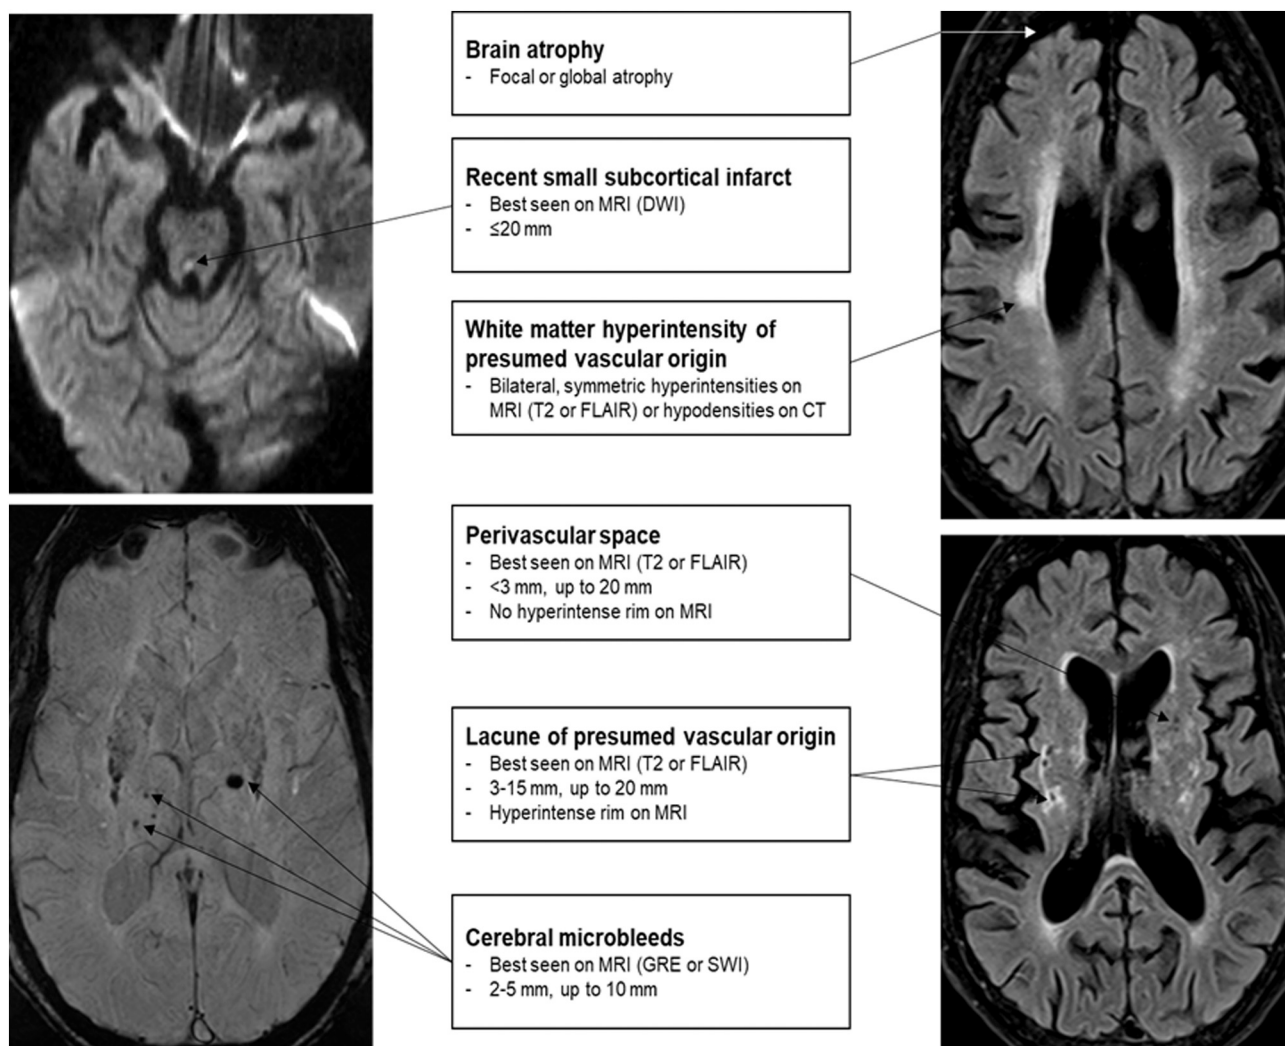 Brain atrophy
- Focal or global atrophy
Recent small subcortical infarct
- Best seen on MRI (DWI)
- ≤20 mm
White matter hyperintensity of
presumed vascular origin
- Bilateral, symmetric hyperintensities on
MRI (T2 or FLAIR) or hypodensities on CT
Perivascular space
- Best seen on MRI (T2 or FLAIR)
- <3 mm, up to 20 mm
- No hyperintense rim on MRI
Lacune of presumed vascular origin
- Best seen on MRI (T2 or FLAIR)
- 3-15 mm, up to 20 mm
- Hyperintense rim on MRI
Cerebral microbleeds
- Best seen on MRI (GRE or SWI)
- 2-5 mm, up to 10 mm